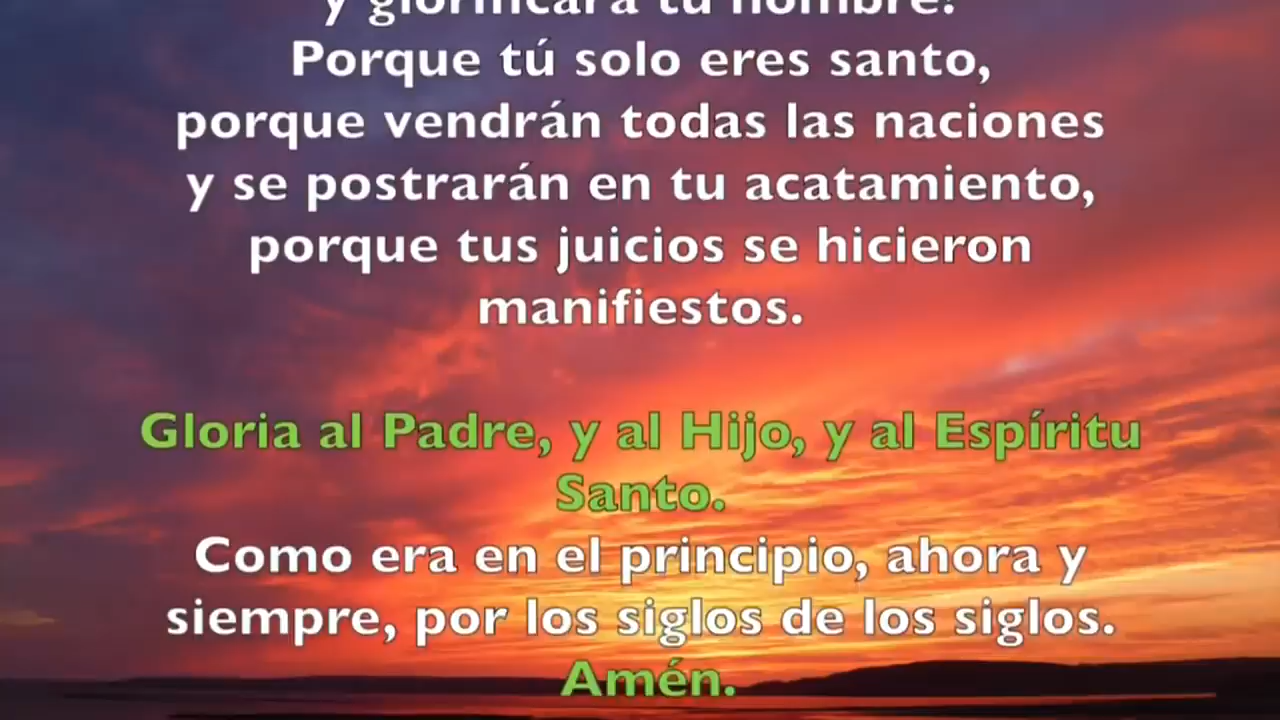 y glorificará tu nombre?
Porque tú solo eres santo,
porque vendrán todas las naciones
y se postrarán en tu acatamiento,
porque tus juicios se hicieron
manifiestos.
Gloria al Padre, y al Hijo, y al Espíritu
Santo.
Como era en el principio, ahora y
siempre, por los siglos de los siglos.
Amén.